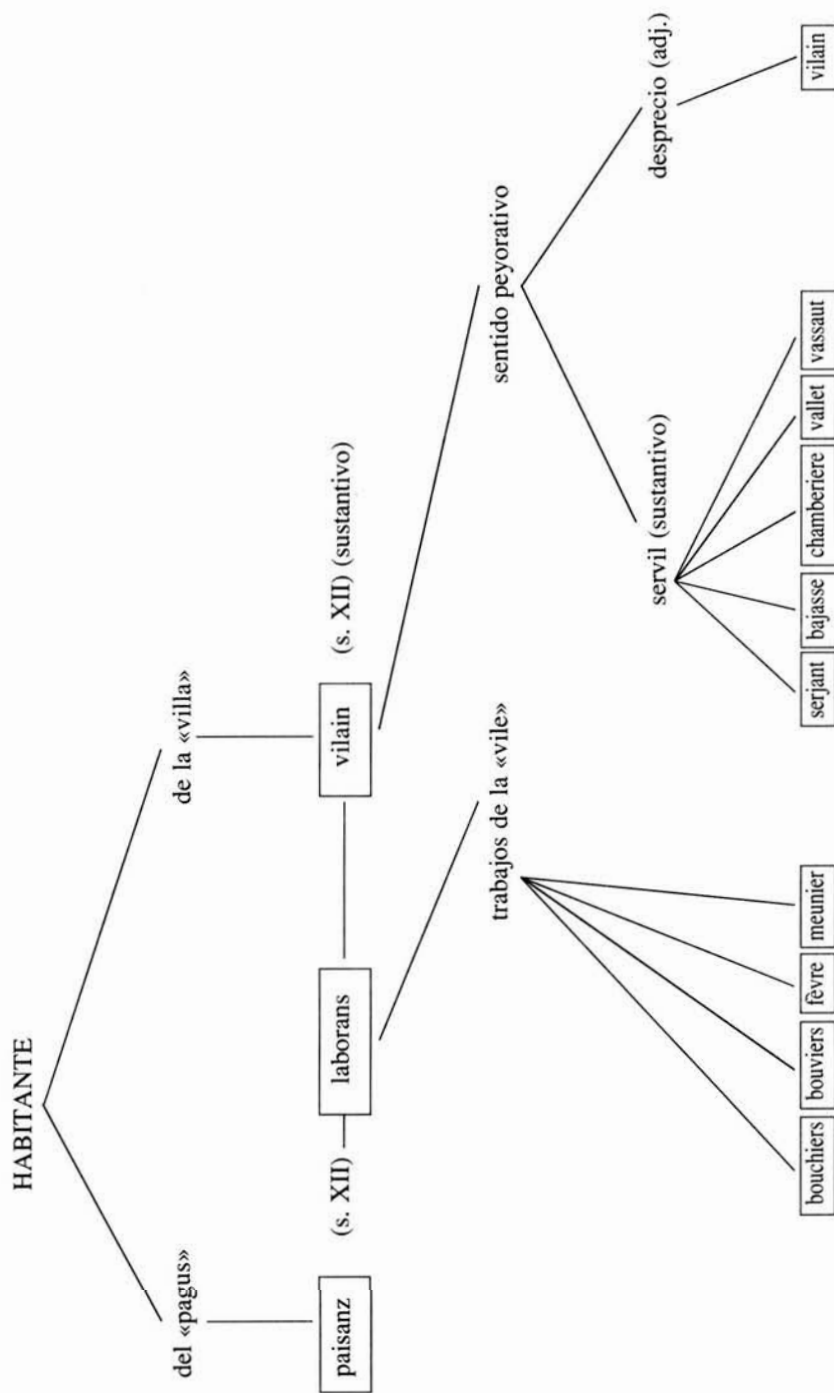 HABITANTE
del «pagus»
de la «villa»
paisanz
(s. XII)
laborans
vilain
(s. XII) (sustantivo)
trabajos de la «vile»
sentido peyorativo
servil (sustantivo)
desprecio (adj.)
bouchiers
bouviers
fèvre
meunier
serjant
bajasse
chamberiere
vallet
vassaut
vilain